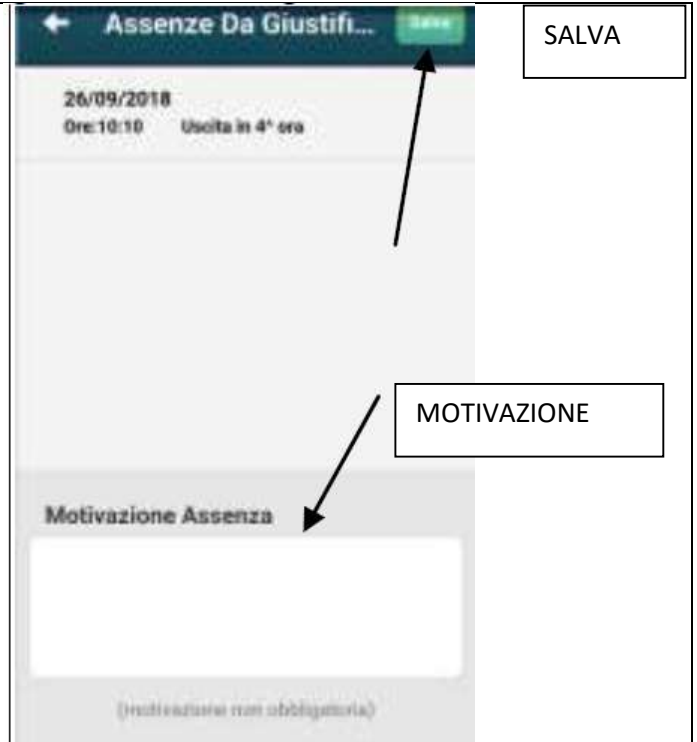 Assenze Da Giustifi...
Salva
SALVA
26/09/2018
Ore:10:10 Uscita in 4^ ora
MOTIVAZIONE
Motivazione Assenza
(motivazione non obbligatoria)